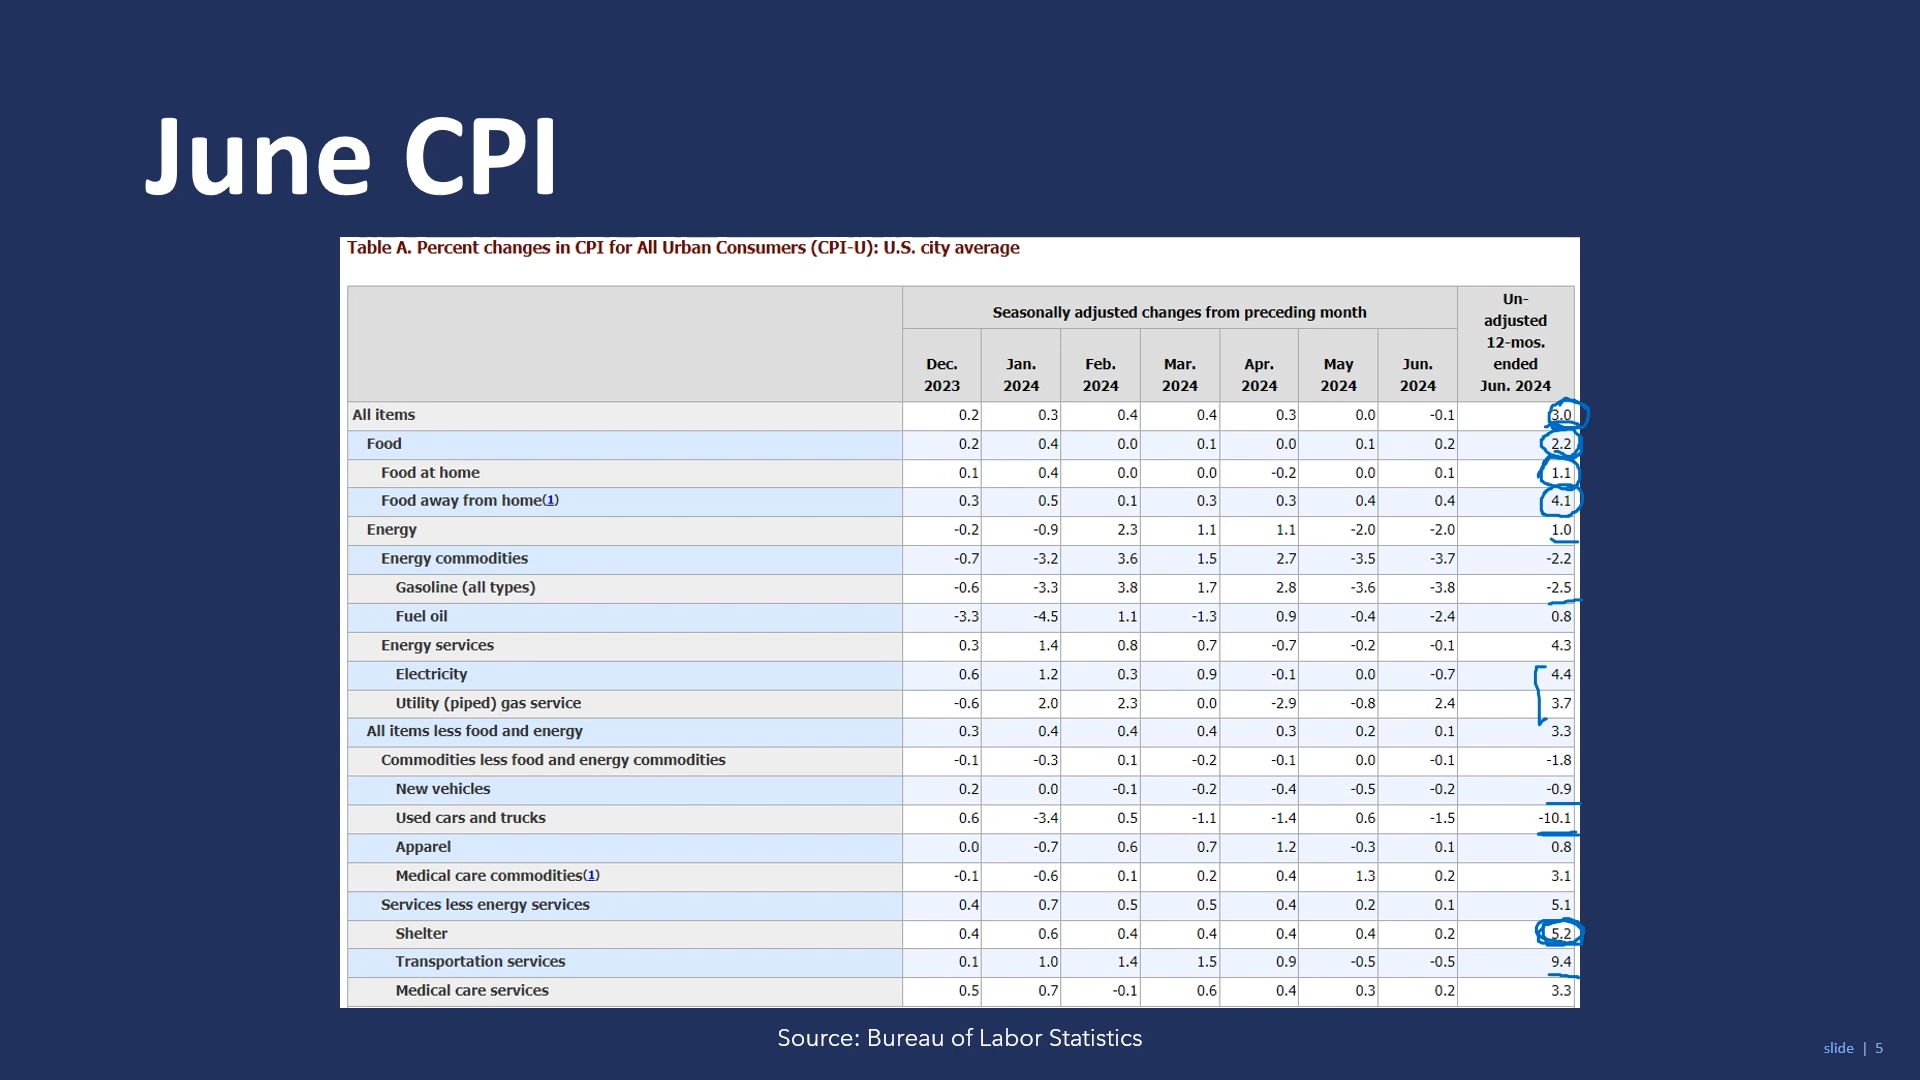 June CPI
Table A. Percent changes in CPI for All Urban Consumers (CPI-U): U.S. city average
Seasonally adjusted changes from preceding month
Un-
adjusted
12-mos.
ended
Jun. 2024
Dec. 2023
Jan. 2024
Feb. 2024
Mar. 2024
Apr. 2024
May 2024
Jun. 2024
All items 0.2 0.3 0.4 0.4 0.3 0.0 -0.1 3.0
Food 0.2 0.4 0.0 0.1 0.0 0.1 0.2 2.2
Food at home 0.1 0.4 0.0 0.0 -0.2 0.0 0.1 1.1
Food away from home(1) 0.3 0.5 0.1 0.3 0.3 0.4 0.4 4.1
Energy -0.2 -0.9 2.3 1.1 1.1 -2.0 -2.0 1.0
Energy commodities -0.7 -3.2 3.6 1.5 2.7 -3.5 -3.7 -2.2
Gasoline (all types) -0.6 -3.3 3.8 1.7 2.8 -3.6 -3.8 -2.5
Fuel oil -3.3 -4.5 1.1 -1.3 0.9 -0.4 -2.4 0.8
Energy services 0.3 1.4 0.8 0.7 -0.7 -0.2 -0.1 4.3
Electricity 0.6 1.2 0.3 0.9 -0.1 0.0 -0.7 4.4
Utility (piped) gas service -0.6 2.0 2.3 0.0 -2.9 -0.8 2.4 3.7
All items less food and energy 0.3 0.4 0.4 0.4 0.3 0.2 0.1 3.3
Commodities less food and energy commodities -0.1 -0.3 0.1 -0.2 -0.1 0.0 -0.1 -1.8
New vehicles 0.2 0.0 -0.1 -0.2 -0.4 -0.5 -0.2 -0.9
Used cars and trucks 0.6 -3.4 0.5 -1.1 -1.4 0.6 -1.5 -10.1
Apparel 0.0 -0.7 0.6 0.7 1.2 -0.3 0.1 0.8
Medical care commodities(1) -0.1 -0.6 0.1 0.2 0.4 1.3 0.2 3.1
Services less energy services 0.4 0.7 0.5 0.5 0.4 0.2 0.1 5.1
Shelter 0.4 0.6 0.4 0.4 0.4 0.4 0.2 5.2
Transportation services 0.1 1.0 1.4 1.5 0.9 -0.5 -0.5 9.4
Medical care services 0.5 0.7 -0.1 0.6 0.4 0.3 0.2 3.3
Source: Bureau of Labor Statistics
slide | 5